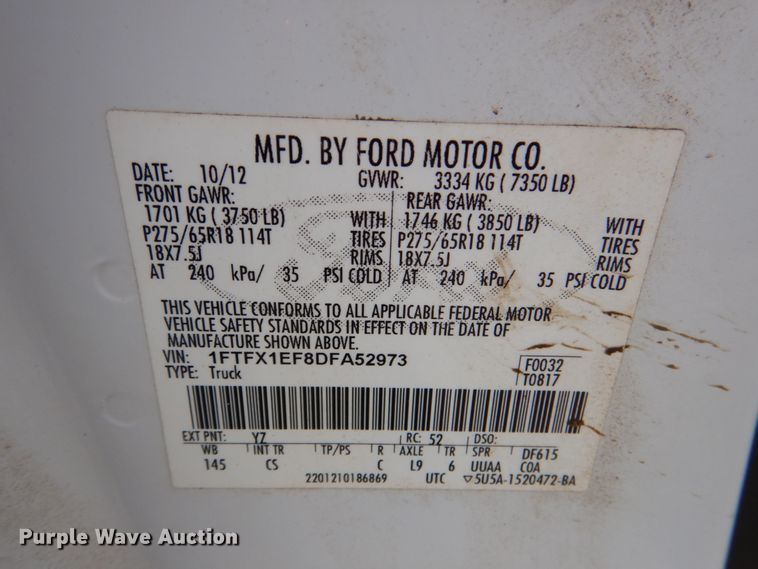 MFD. BY FORD MOTOR CO.
DATE: 10/12 GVWR: 3334 KG ( 7350 LB)
FRONT GAWR: REAR GAWR:
1701 KG ( 3750 LB) WITH 1746 KG ( 3850 LB) WITH
P275/65R18 114T TIRES P275/65R18 114T TIRES
18X7.5J RIMS 18X7.5J RIMS
AT 240 kPa/ 35 PSI COLD AT 240 kPa/ 35 PSI COLD
THIS VEHICLE CONFORMS TO ALL APPLICABLE FEDERAL MOTOR
VEHICLE SAFETY STANDARDS IN EFFECT ON THE DATE OF
MANUFACTURE SHOWN ABOVE.
VIN: 1FTFX1EF8DFA52973 F0032
TYPE: Truck T0817
EXT PNT: YZ RC: 52 DSO:
WB INT TR TP/PS R AXLE TR SPR DF615
145 CS C L9 6 UUAA COA
2201210186869 UTC ▽5U5A-1520472-BA
Purple Wave Auction